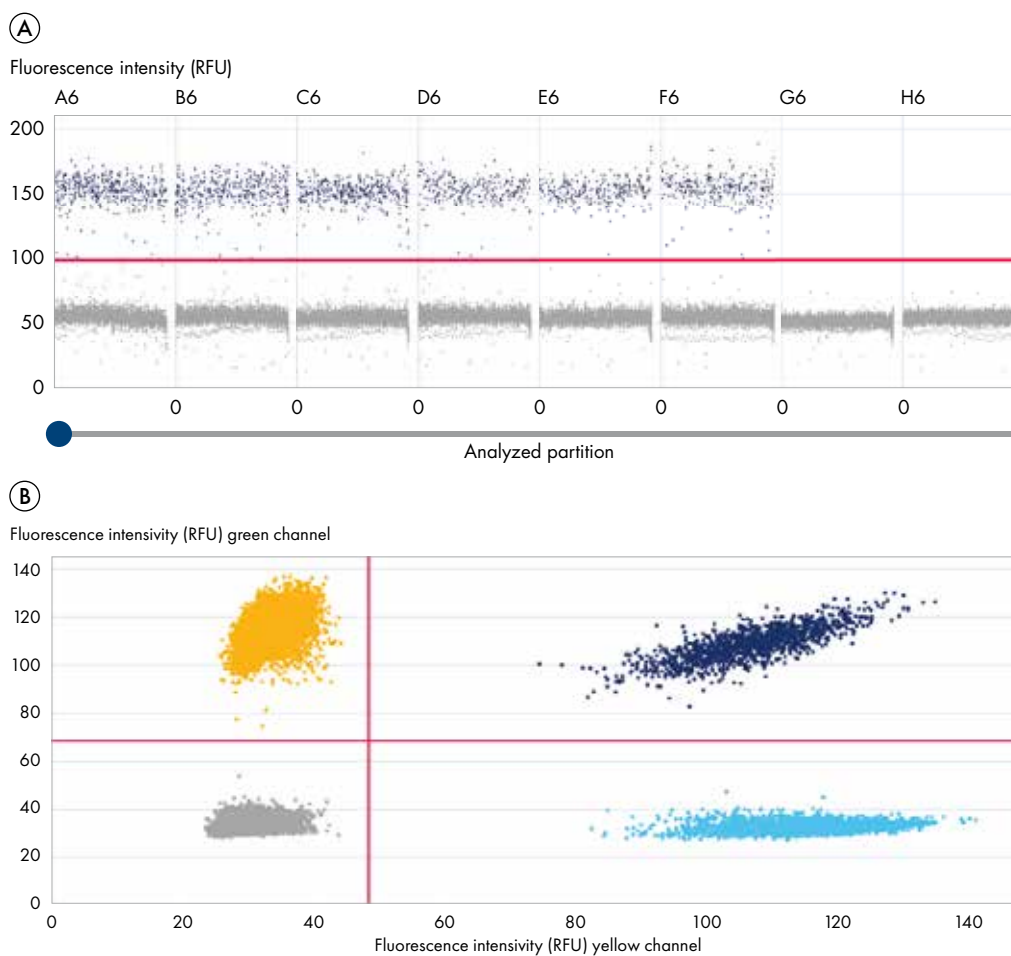 A
Fluorescence intensity (RFU)
A6 B6 C6 D6 E6 F6 G6 H6
200
150
100
50
0
0 0 0 0 0 0 0
Analyzed partition
B
Fluorescence intensivity (RFU) green channel
140
120
100
80
60
40
20
0
0 20 40 60 80 100 120 140
Fluorescence intensivity (RFU) yellow channel